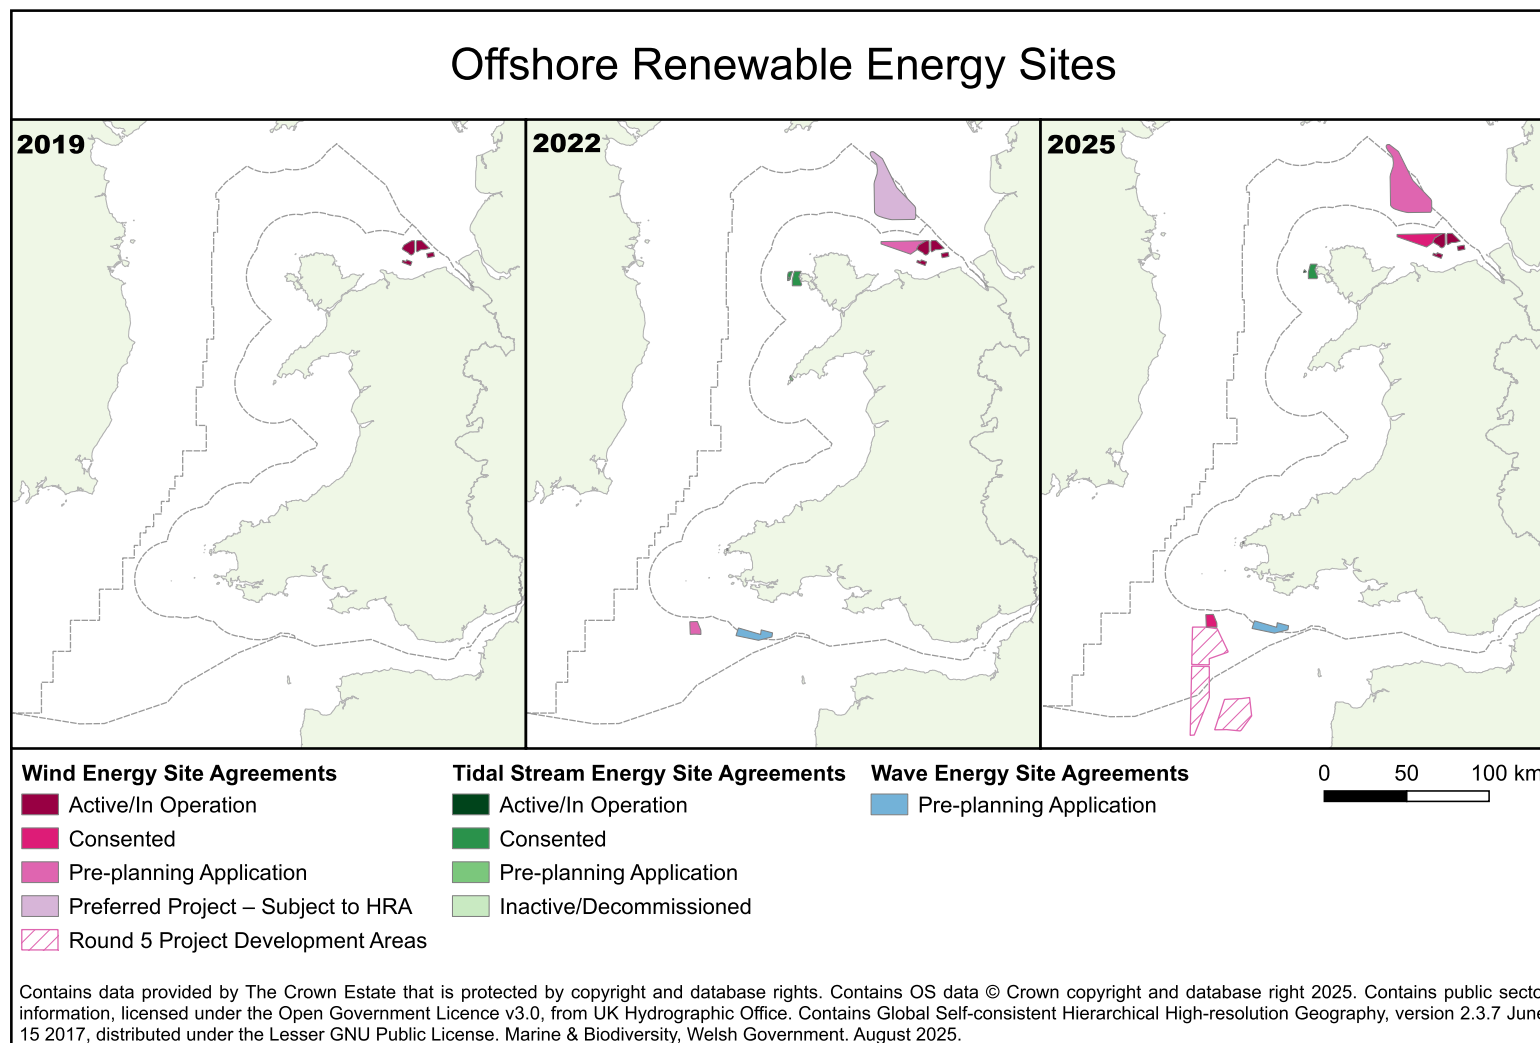 Offshore Renewable Energy Sites
2019
2022
2025
Wind Energy Site Agreements
Active/In Operation
Consented
Pre-planning Application
Preferred Project – Subject to HRA
Round 5 Project Development Areas
Tidal Stream Energy Site Agreements
Active/In Operation
Consented
Pre-planning Application
Inactive/Decommissioned
Wave Energy Site Agreements
Pre-planning Application
0 50 100 km
Contains data provided by The Crown Estate that is protected by copyright and database rights. Contains OS data © Crown copyright and database right 2025. Contains public secto
information, licensed under the Open Government Licence v3.0, from UK Hydrographic Office. Contains Global Self-consistent Hierarchical High-resolution Geography, version 2.3.7 June
15 2017, distributed under the Lesser GNU Public License. Marine & Biodiversity, Welsh Government. August 2025.